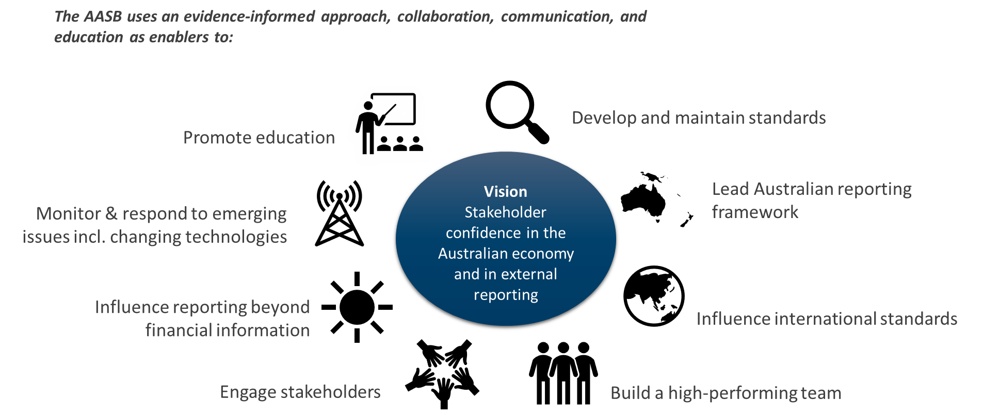 The AASB uses an evidence-informed approach, collaboration, communication, and
education as enablers to:
Promote education
Develop and maintain standards
Monitor & respond to emerging
issues incl. changing technologies
Vision
Stakeholder
confidence in the
Australian economy
and in external
reporting
Lead Australian reporting
framework
Influence reporting beyond
financial information
Influence international standards
Engage stakeholders
Build a high-performing team